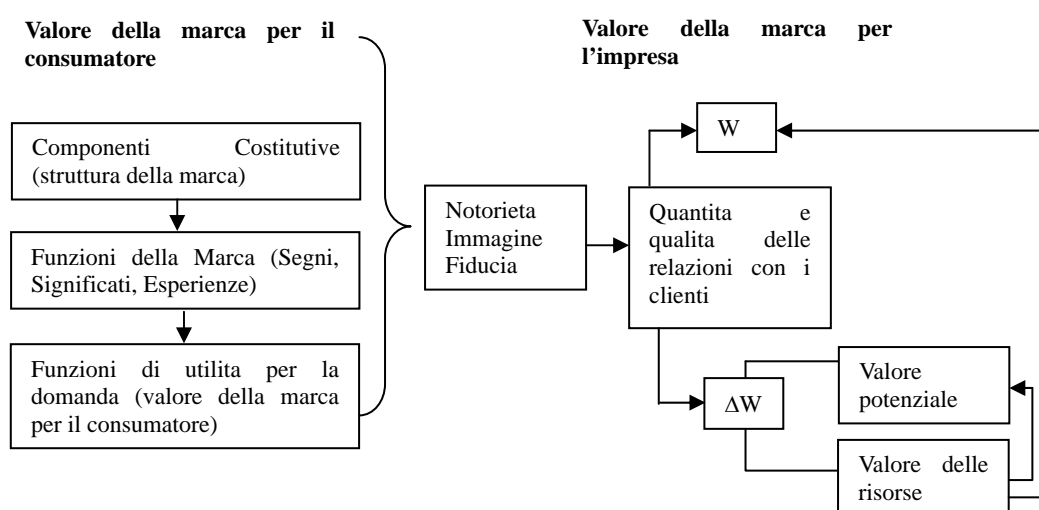 Valore della marca per il
consumatore
Valore della marca per
l’impresa
Componenti Costitutive
(struttura della marca)
Funzioni della Marca (Segni,
Significati, Esperienze)
Funzioni di utilita per la
domanda (valore della marca
per il consumatore)
Notorieta
Immagine
Fiducia
W
Quantita e
qualita delle
relazioni con i
clienti
ΔW
Valore
potenziale
Valore delle
risorse